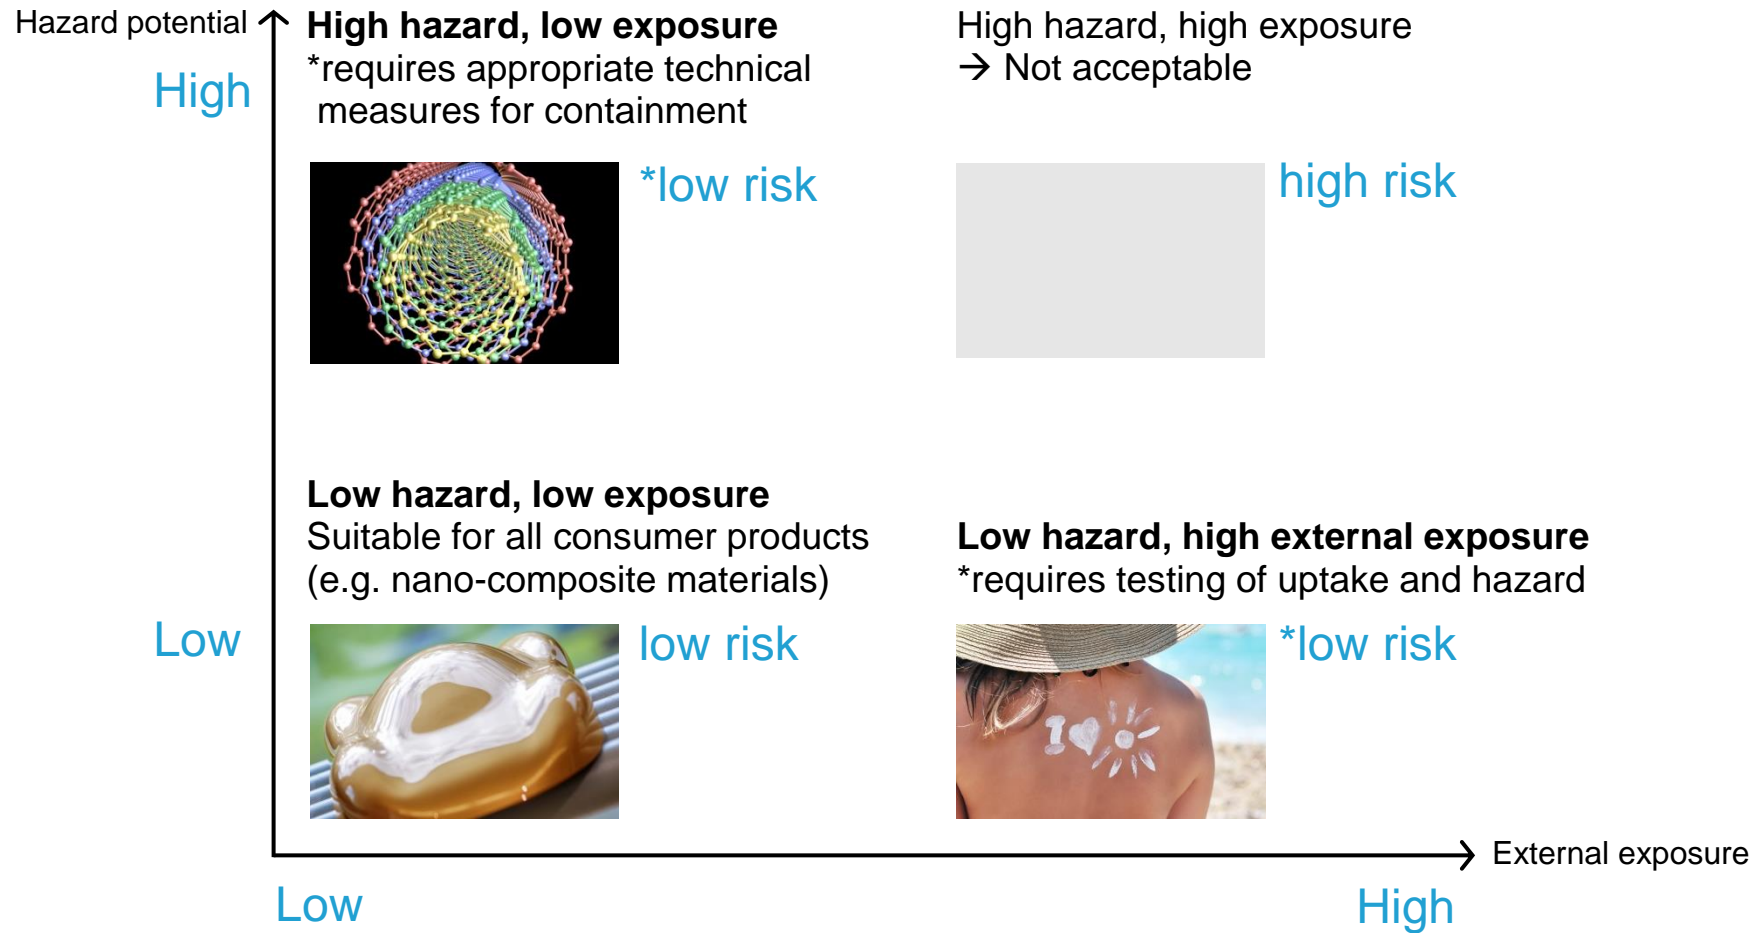 Hazard potential
High
High hazard, low exposure
*requires appropriate technical
measures for containment
*low risk
High hazard, high exposure
→ Not acceptable
high risk
Low
Low hazard, low exposure
Suitable for all consumer products
(e.g. nano-composite materials)
low risk
Low hazard, high external exposure
*requires testing of uptake and hazard
*low risk
I
External exposure
Low
High